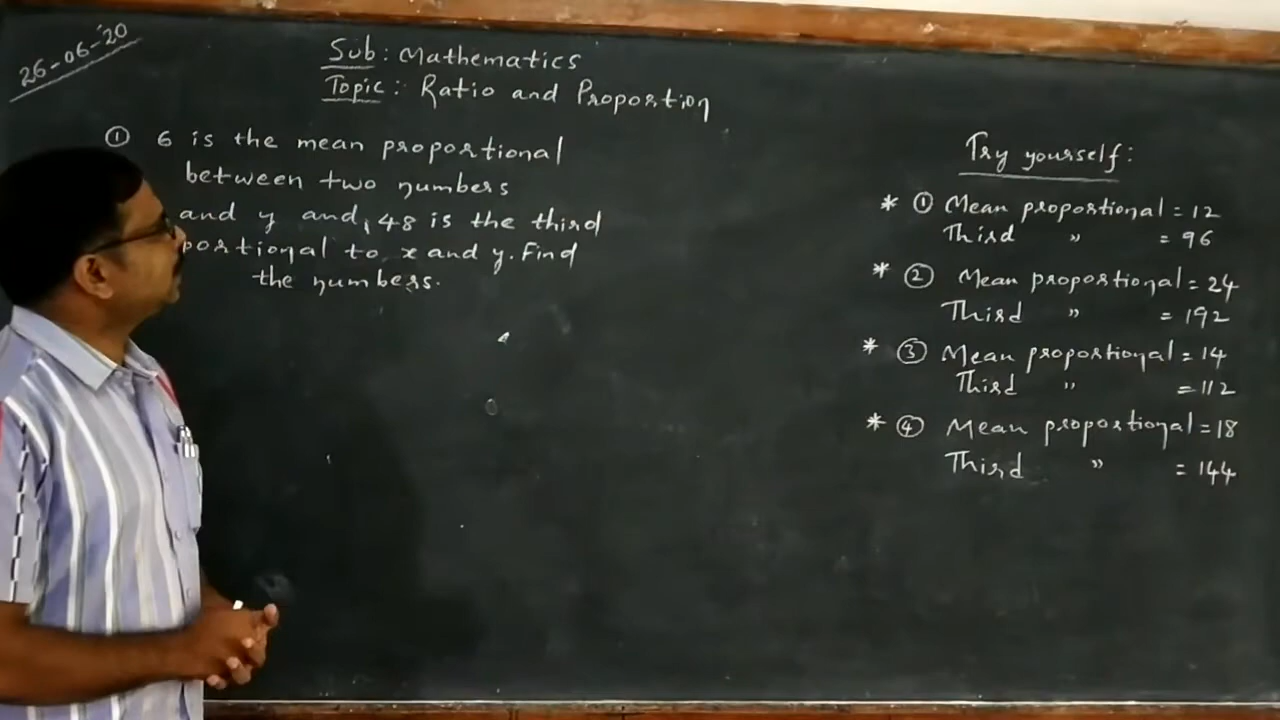 26-06-'20
Sub: Mathematics
Topic: Ratio and Proportion
① 6 is the mean proportional
between two numbers
and y and, 48 is the third
portional to x and y. Find
the numbers.
Try yourself:
* ① Mean proportional = 12
Third " = 96
* ② Mean proportional = 24
Third " = 192
* ③ Mean proportional = 14
Third " = 112
* ④ Mean proportional = 18
Third " = 144